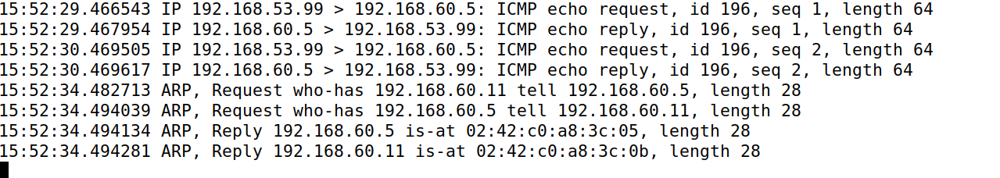 15:52:29.466543 IP 192.168.53.99 > 192.168.60.5: ICMP echo request, id 196, seq 1, length 64
15:52:29.467954 IP 192.168.60.5 > 192.168.53.99: ICMP echo reply, id 196, seq 1, length 64
15:52:30.469505 IP 192.168.53.99 > 192.168.60.5: ICMP echo request, id 196, seq 2, length 64
15:52:30.469617 IP 192.168.60.5 > 192.168.53.99: ICMP echo reply, id 196, seq 2, length 64
15:52:34.482713 ARP, Request who-has 192.168.60.11 tell 192.168.60.5, length 28
15:52:34.494039 ARP, Request who-has 192.168.60.5 tell 192.168.60.11, length 28
15:52:34.494134 ARP, Reply 192.168.60.5 is-at 02:42:c0:a8:3c:05, length 28
15:52:34.494281 ARP, Reply 192.168.60.11 is-at 02:42:c0:a8:3c:0b, length 28